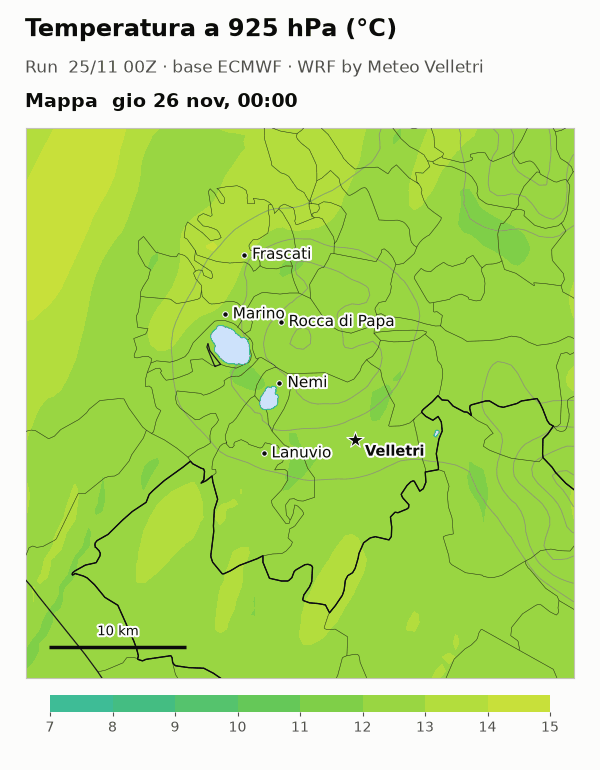 Temperatura a 925 hPa (°C)
Run  25/11 00Z · base ECMWF · WRF by Meteo Velletri
Mappa  gio 26 nov, 00:00
Frascati
Marino
Rocca di Papa
Nemi
Velletri
Lanuvio
10 km
7 8 9 10 11 12 13 14 15